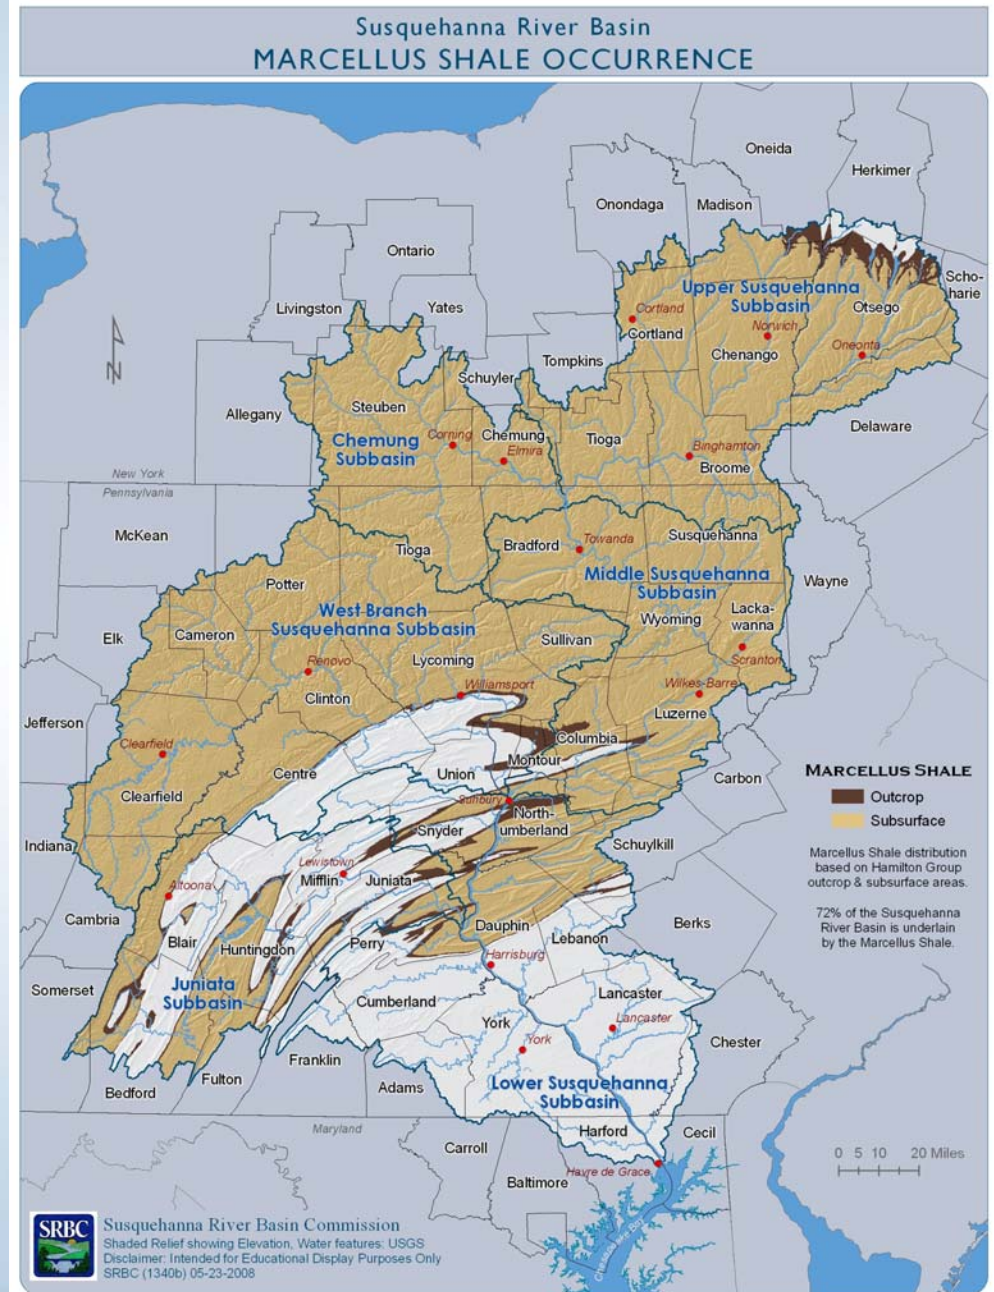 Susquehanna River Basin
MARCELLUS SHALE OCCURRENCE
Oneida
Herkimer
Onondaga
Madison
Ontario
Scho-
harie
Livingston
Yates
Upper Susquehanna
Subbasin
Otsego
Cortland
Cortland
Norwich
Chenango
Oneonta
Tompkins
Schuyler
Allegany
Steuben
Delaware
Chemung
Subbasin
Corning
Chemung
Elmira
Tioga
Binghamton
Broome
New York
Pennsylvania
McKean
Tioga
Bradford
Towanda
Susquehanna
Middle Susquehanna
Subbasin
Wayne
Potter
West Branch
Susquehanna Subbasin
Wyoming
Lacka-
wanna
Elk
Cameron
Sullivan
Scranton
Renovo
Lycoming
Clinton
Williamsport
Wilkes-Barre
Luzerne
Jefferson
Clearfield
Columbia
Centre
Union
Montour
Carbon
Clearfield
Sunbury
North-
umberland
Snyder
Indiana
Schuylkill
Lewistown
Mifflin
Juniata
Altoona
Cambria
Blair
Huntingdon
Perry
Dauphin
Berks
Lebanon
Harrisburg
Somerset
Juniata
Subbasin
Cumberland
Lancaster
York
Lancaster
York
Chester
Franklin
Fulton
Bedford
Adams
Lower Susquehanna
Subbasin
Maryland
Harford
Cecil
Carroll
Havre de Grace
Baltimore
Chesapeake Bay
MARCELLUS SHALE
Outcrop
Subsurface
Marcellus Shale distribution
based on Hamilton Group
outcrop & subsurface areas.
72% of the Susquehanna
River Basin is underlain
by the Marcellus Shale.
0 5 10 20 Miles
N
SRBC
Susquehanna River Basin Commission
Shaded Relief showing Elevation, Water features: USGS
Disclaimer: Intended for Educational Display Purposes Only
SRBC (1340b) 05-23-2008